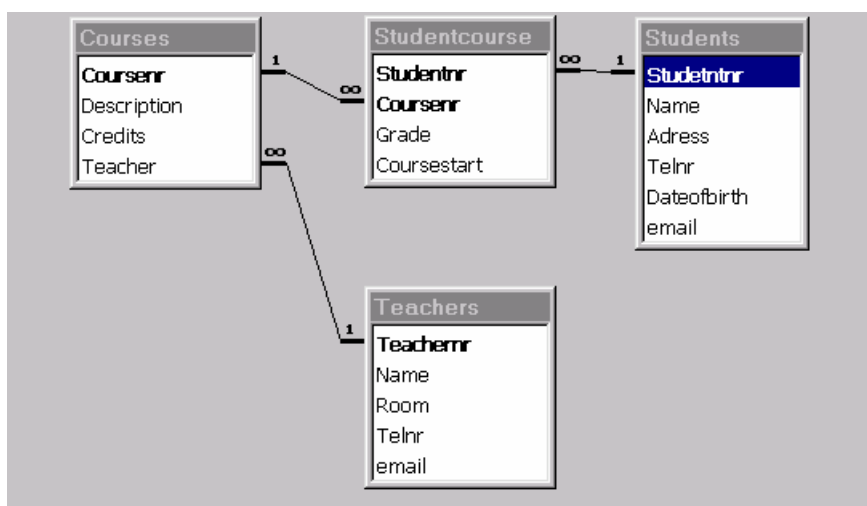 Courses
Coursenr
Description
Credits
Teacher
1
∞
∞
Studentcourse
Studentnr
Coursenr
Grade
Coursestart
∞
1
Students
Studetntnr
Name
Adress
Telnr
Dateofbirth
email
Teachers
1
Teachernr
Name
Room
Telnr
email